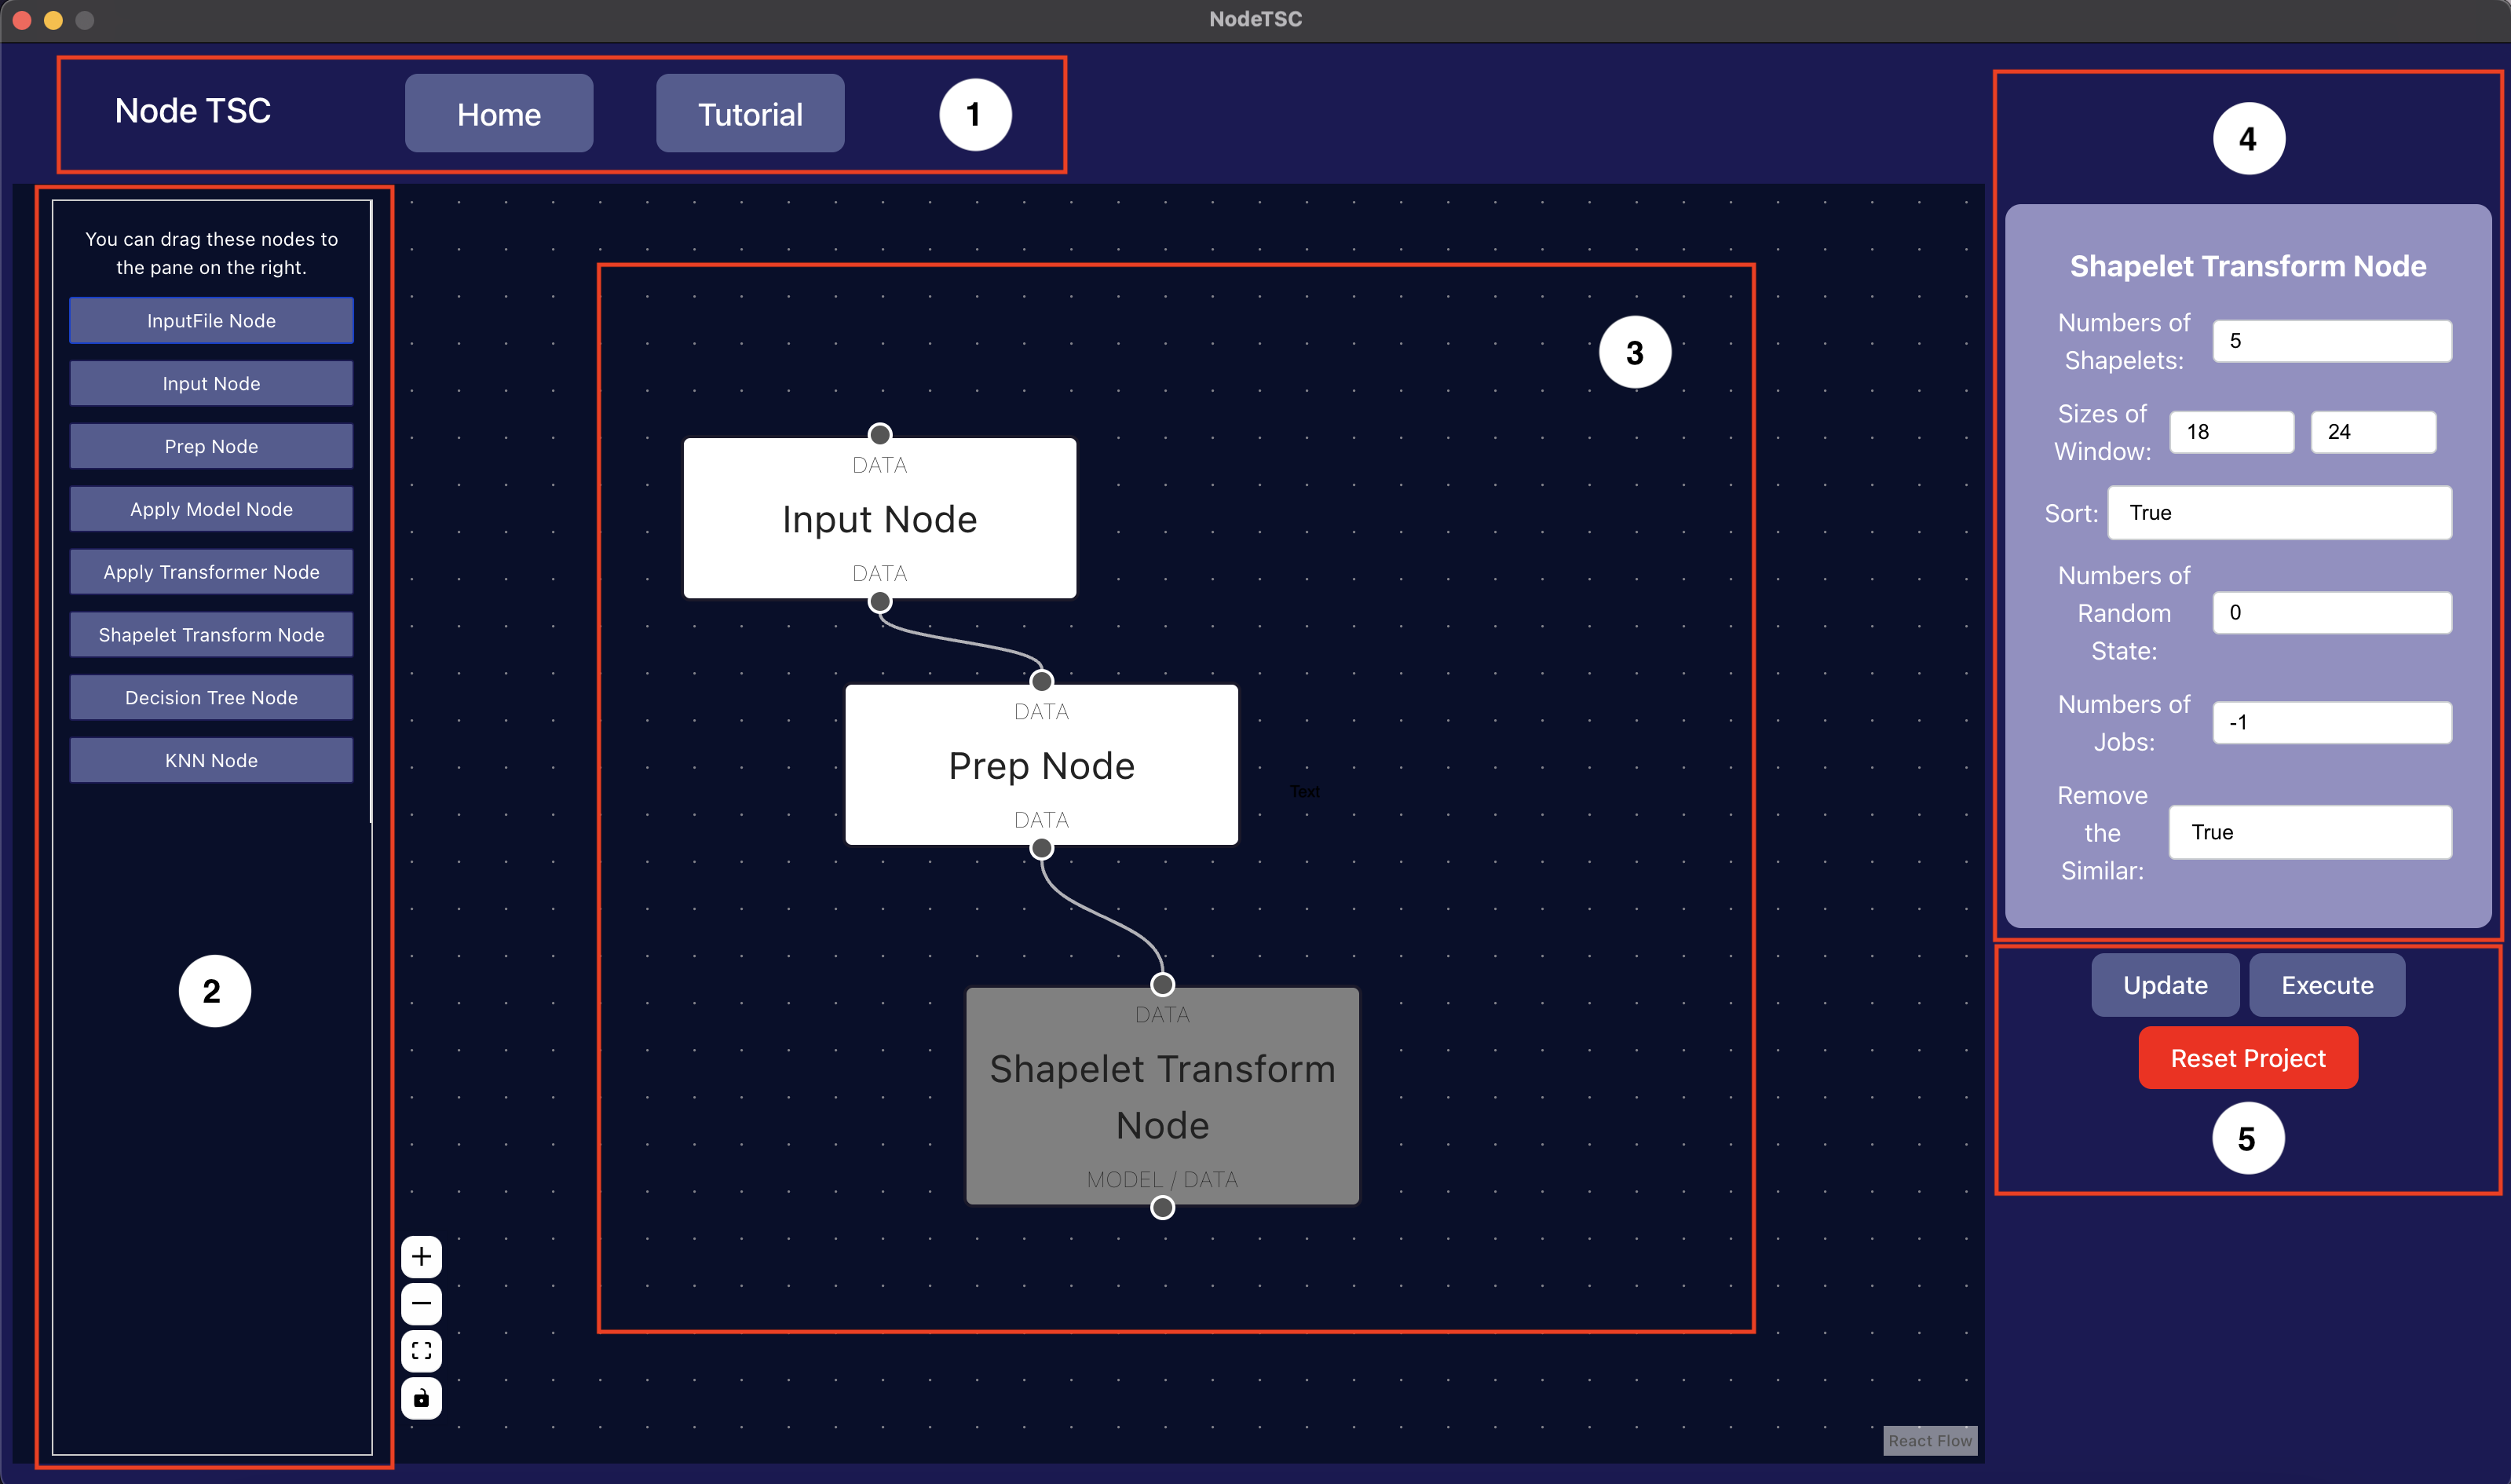 NodeTSC
Node TSC
Home
Tutorial
1
You can drag these nodes to
the pane on the right.
InputFile Node
Input Node
Prep Node
Apply Model Node
Apply Transformer Node
Shapelet Transform Node
Decision Tree Node
KNN Node
2
3
DATA
Input Node
DATA
DATA
Prep Node
DATA
Text
DATA
Shapelet Transform
Node
MODEL / DATA
React Flow
4
Shapelet Transform Node
Numbers of
Shapelets:
5
Sizes of
Window:
18
24
Sort:
True
Numbers of
Random
State:
0
Numbers of
Jobs:
-1
Remove
the
Similar:
True
Update
Execute
Reset Project
5